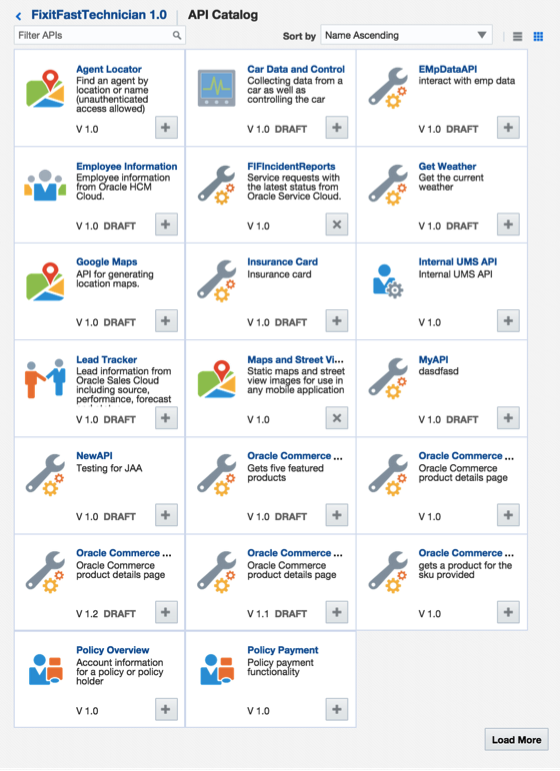 FixitFastTechnician 1.0
API Catalog
Filter APIs
Sort by
Name Ascending
Agent Locator
Find an agent by
location or name
(unauthenticated
access allowed)
V 1.0
Car Data and Control
Collecting data from a
car as well as
controlling the car
V 1.0 DRAFT
EMpDataAPI
interact with emp data
V 1.0 DRAFT
Employee Information
Employee information
from Oracle HCM
Cloud.
V 1.0 DRAFT
FIFIncidentReports
Service requests with
the latest status from
Oracle Service Cloud.
V 1.0
Get Weather
Get the current
weather
V 1.0 DRAFT
Google Maps
API for generating
location maps.
V 1.0 DRAFT
Insurance Card
Insurance card
V 1.0 DRAFT
Internal UMS API
Internal UMS API
V 1.0
Lead Tracker
Lead information from
Oracle Sales Cloud
including source,
performance, forecast
V 1.0 DRAFT
Maps and Street Vi...
Static maps and street
view images for use in
any mobile application
V 1.0
MyAPI
dasdfasd
V 1.0 DRAFT
NewAPI
Testing for JAA
V 1.0 DRAFT
Oracle Commerce ...
Gets five featured
products
V 1.0 DRAFT
Oracle Commerce ...
Oracle Commerce
product details page
V 1.0
Oracle Commerce ...
Oracle Commerce
product details page
V 1.2 DRAFT
Oracle Commerce ...
Oracle Commerce
product details page
V 1.1 DRAFT
Oracle Commerce ...
gets a product for the
sku provided
V 1.0
Policy Overview
Account information
for a policy or policy
holder
V 1.0
Policy Payment
Policy payment
functionality
V 1.0
Load More